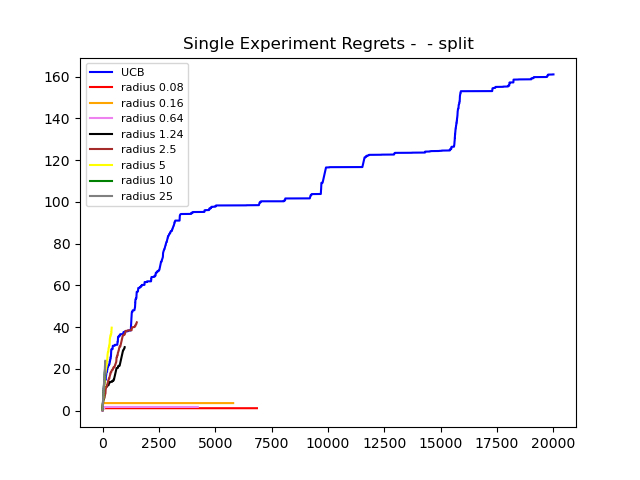 Single Experiment Regrets -  - split
UCB
radius 0.08
radius 0.16
radius 0.64
radius 1.24
radius 2.5
radius 5
radius 10
radius 25
160
140
120
100
80
60
40
20
0
0 2500 5000 7500 10000 12500 15000 17500 20000